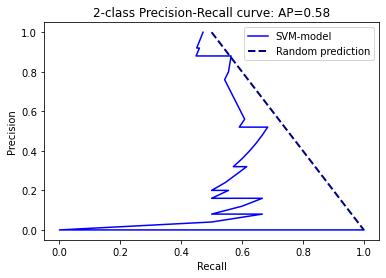 2-class Precision-Recall curve: AP=0.58
SVM-model
Random prediction
Precision
1.0
0.8
0.6
0.4
0.2
0.0
0.0 0.2 0.4 0.6 0.8 1.0
Recall